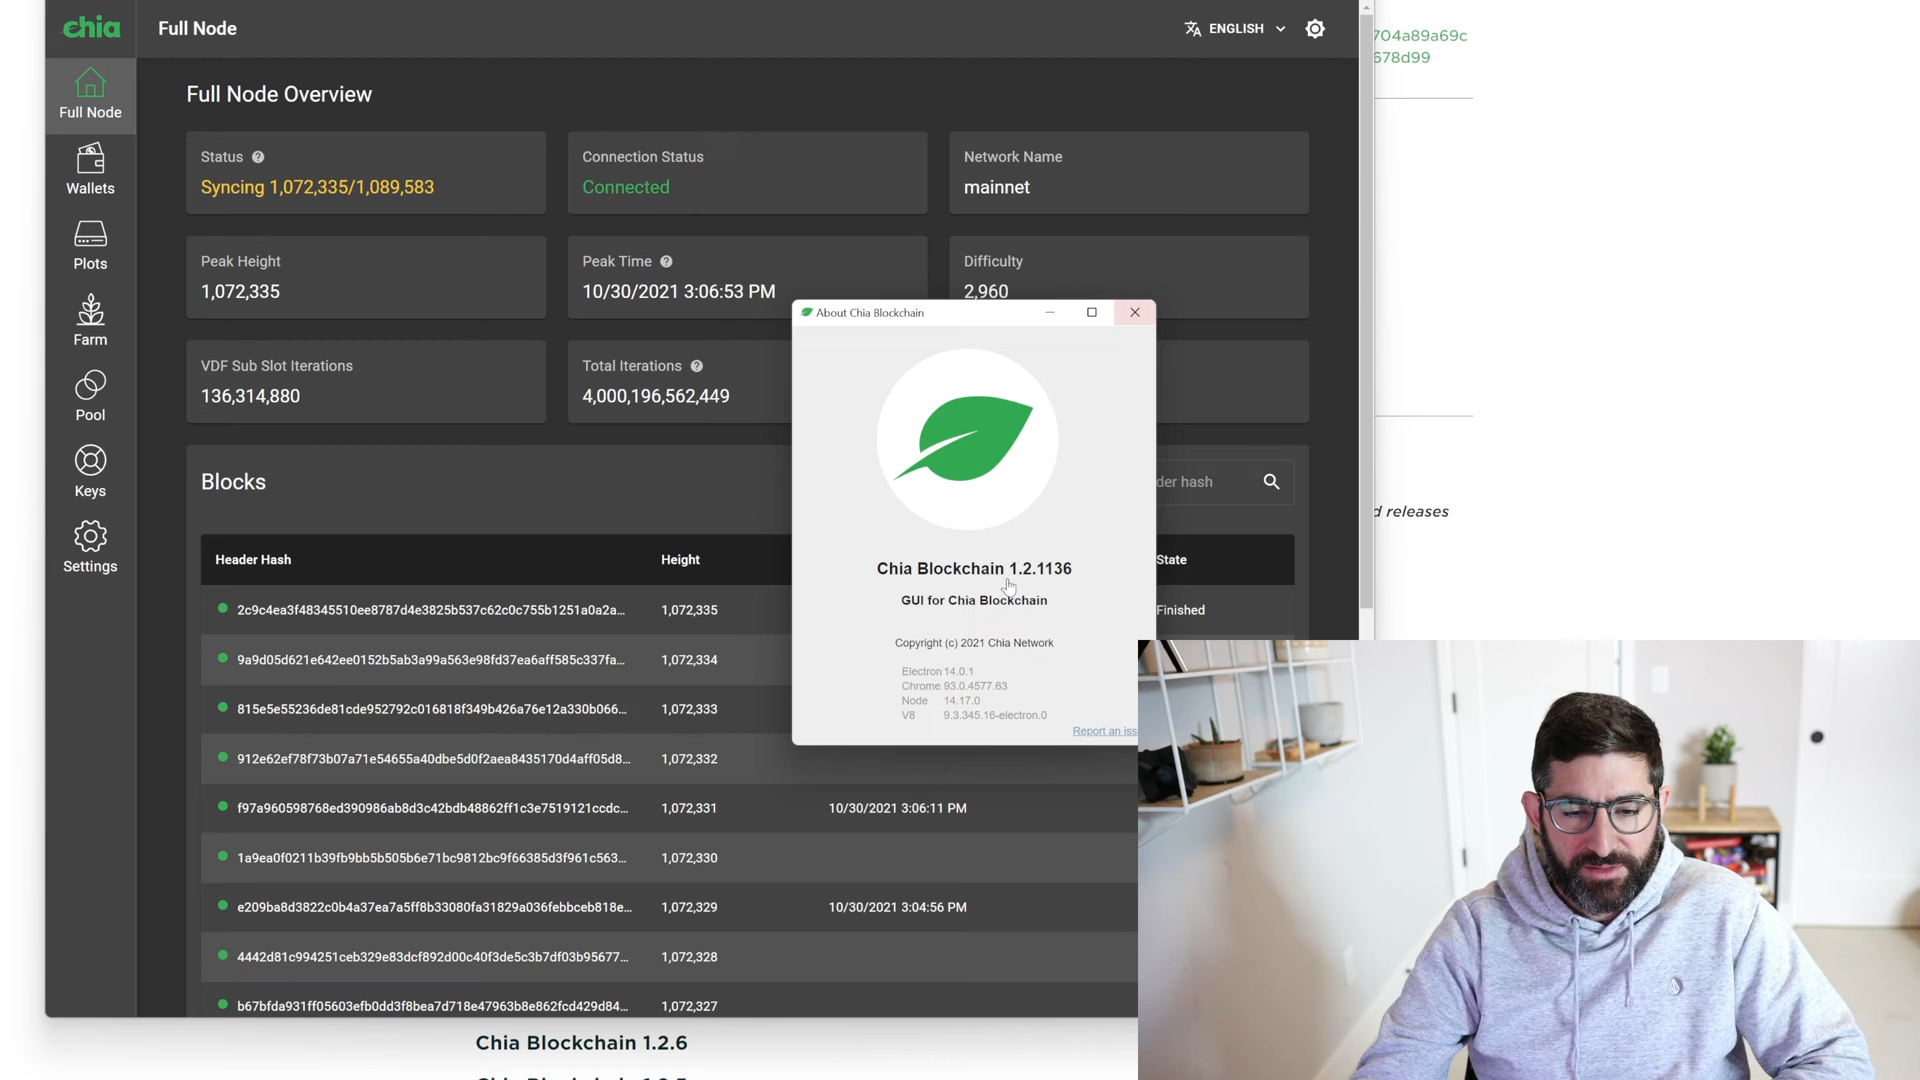 chia
Full Node
ENGLISH
704a89a69c
678d99
Full Node
Wallets
Plots
Farm
Pool
Keys
Settings
Full Node Overview
Status
Syncing 1,072,335/1,089,583
Connection Status
Connected
Network Name
mainnet
Peak Height
1,072,335
Peak Time
10/30/2021 3:06:53 PM
Difficulty
2,960
VDF Sub Slot Iterations
136,314,880
Total Iterations
4,000,196,562,449
About Chia Blockchain
Chia Blockchain 1.2.1136
GUI for Chia Blockchain
Copyright (c) 2021 Chia Network
Electron 14.0.1
Chrome 93.0.4577.63
Node 14.17.0
V8 9.3.345.16-electron.0
Report an iss
Blocks
der hash
d releases
Header Hash Height State
2c9c4ea3f48345510ee8787d4e3825b537c62c0c755b1251a0a2a... 1,072,335 Finished
9a9d05d621e642ee0152b5ab3a99a563e98fd37ea6aff585c337fa... 1,072,334
815e5e55236de81cde952792c016818f349b426a76e12a330b066... 1,072,333
912e62ef78f73b07a71e54655a40dbe5d0f2aea8435170d4aff05d8... 1,072,332
f97a960598768ed390986ab8d3c42bdb48862ff1c3e7519121ccdc... 1,072,331 10/30/2021 3:06:11 PM
1a9ea0f0211b39fb9bb5b505b6e71bc9812bc9f66385d3f961c563... 1,072,330
e209ba8d3822c0b4a37ea7a5ff8b33080fa31829a036febbceb818e... 1,072,329 10/30/2021 3:04:56 PM
4442d81c994251ceb329e83dcf892d00c40f3de5c3b7df03b95677... 1,072,328
b67bfda931ff05603efb0dd3f8bea7d718e47963b8e862fcd429d84... 1,072,327
Chia Blockchain 1.2.6